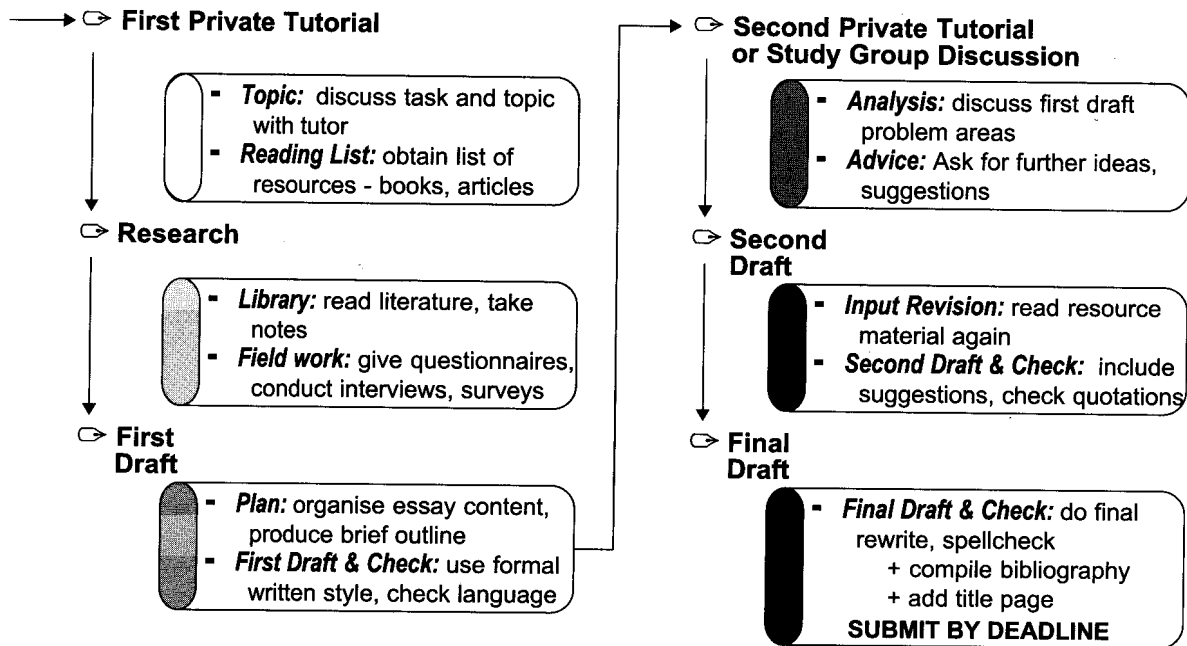 First Private Tutorial
- Topic: discuss task and topic
with tutor
- Reading List: obtain list of
resources - books, articles
Research
- Library: read literature, take
notes
- Field work: give questionnaires,
conduct interviews, surveys
First
Draft
- Plan: organise essay content,
produce brief outline
- First Draft & Check: use formal
written style, check language
Second Private Tutorial
or Study Group Discussion
- Analysis: discuss first draft
problem areas
- Advice: Ask for further ideas,
suggestions
Second
Draft
- Input Revision: read resource
material again
- Second Draft & Check: include
suggestions, check quotations
Final
Draft
- Final Draft & Check: do final
rewrite, spellcheck
+ compile bibliography
+ add title page
SUBMIT BY DEADLINE